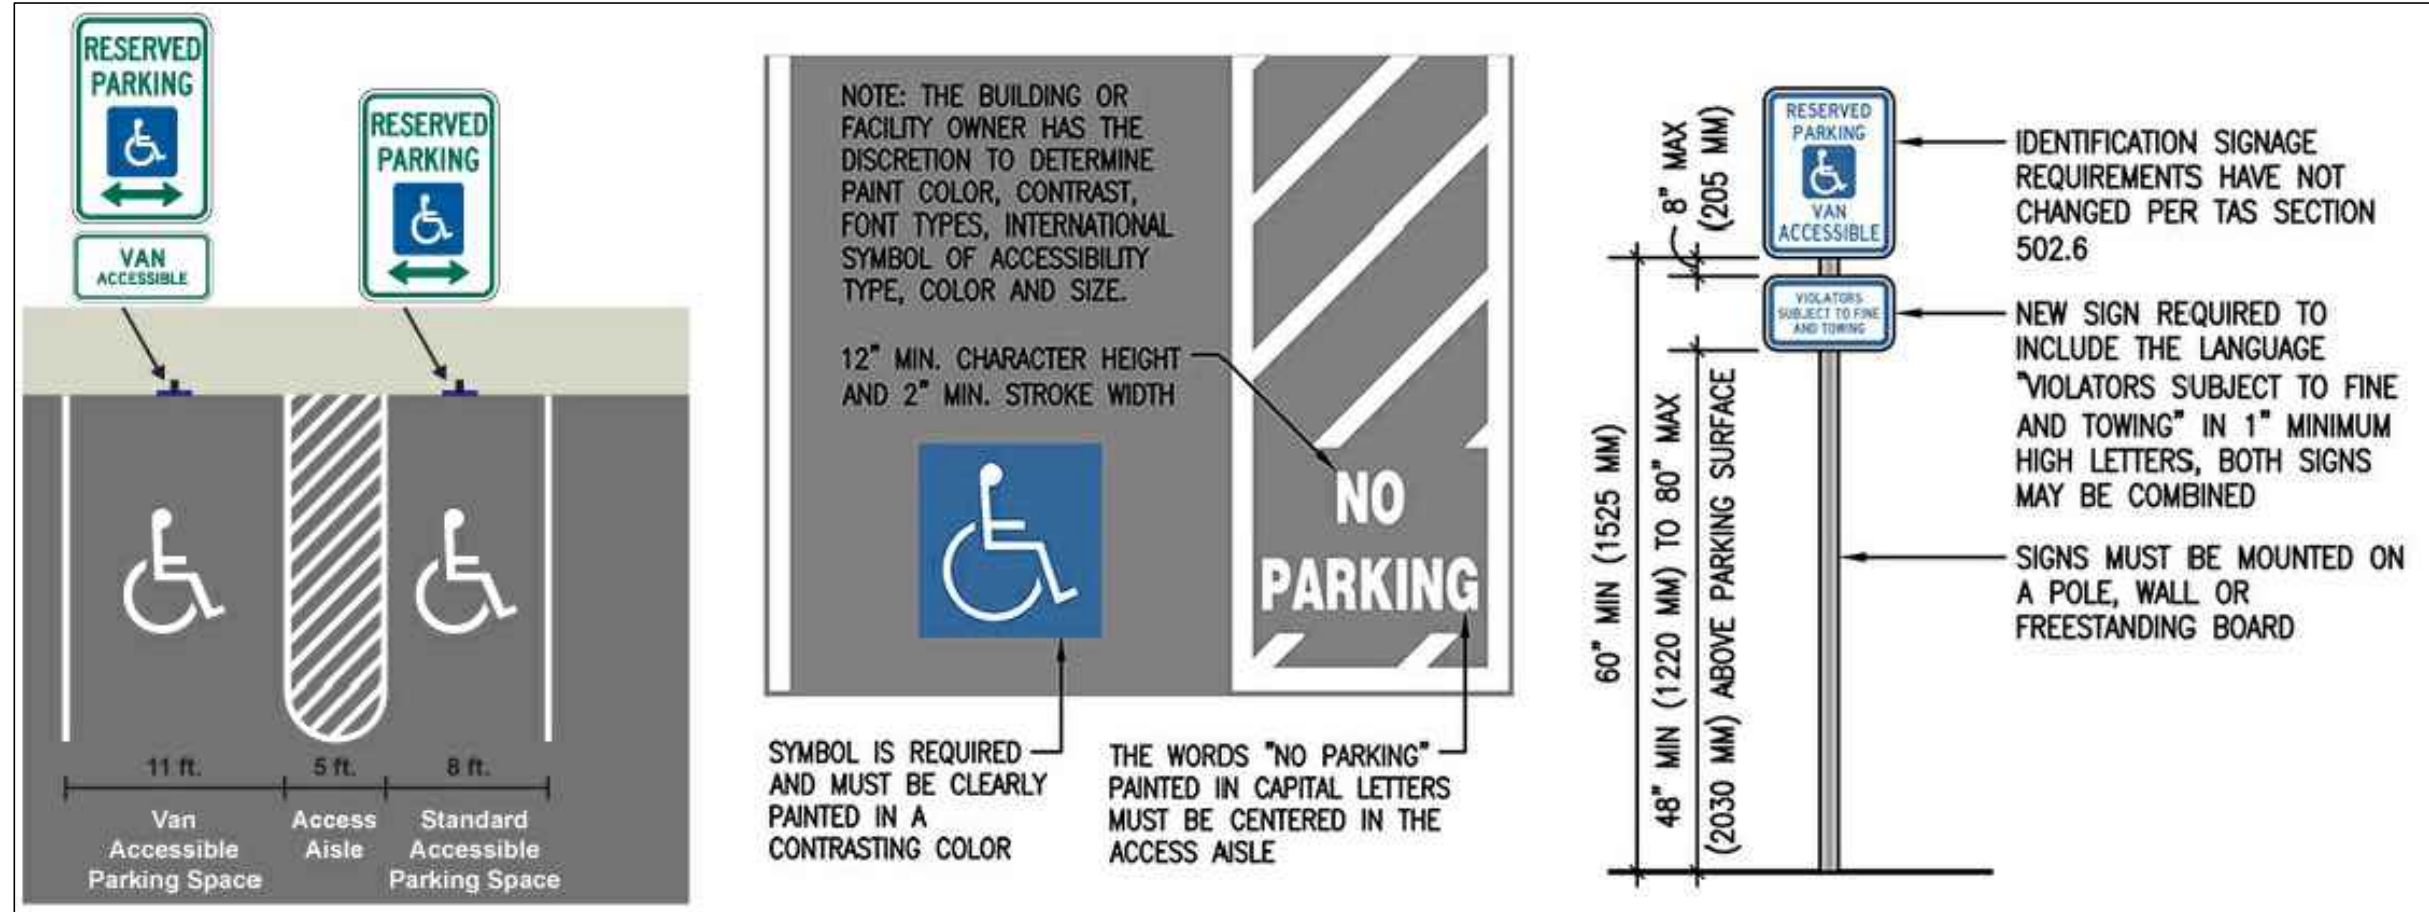 RESERVED
PARKING
VAN
ACCESSIBLE
RESERVED
PARKING
11 ft.
5 ft.
8 ft.
Van
Accessible
Parking Space
Access
Aisle
Standard
Accessible
Parking Space
NOTE: THE BUILDING OR
FACILITY OWNER HAS THE
DISCRETION TO DETERMINE
PAINT COLOR, CONTRAST,
FONT TYPES, INTERNATIONAL
SYMBOL OF ACCESSIBILITY
TYPE, COLOR AND SIZE.
12" MIN. CHARACTER HEIGHT
AND 2" MIN. STROKE WIDTH
NO
PARKING
SYMBOL IS REQUIRED
AND MUST BE CLEARLY
PAINTED IN A
CONTRASTING COLOR
THE WORDS "NO PARKING"
PAINTED IN CAPITAL LETTERS
MUST BE CENTERED IN THE
ACCESS AISLE
60" MIN (1525 MM)
48" MIN (1220 MM) TO 80" MAX
(2030 MM) ABOVE PARKING SURFACE
8" MAX
(205 MM)
RESERVED
PARKING
VAN
ACCESSIBLE
VIOLATORS
SUBJECT TO FINE
AND TOWING
IDENTIFICATION SIGNAGE
REQUIREMENTS HAVE NOT
CHANGED PER TAS SECTION
502.6
NEW SIGN REQUIRED TO
INCLUDE THE LANGUAGE
"VIOLATORS SUBJECT TO FINE
AND TOWING" IN 1" MINIMUM
HIGH LETTERS, BOTH SIGNS
MAY BE COMBINED
SIGNS MUST BE MOUNTED ON
A POLE, WALL OR
FREESTANDING BOARD